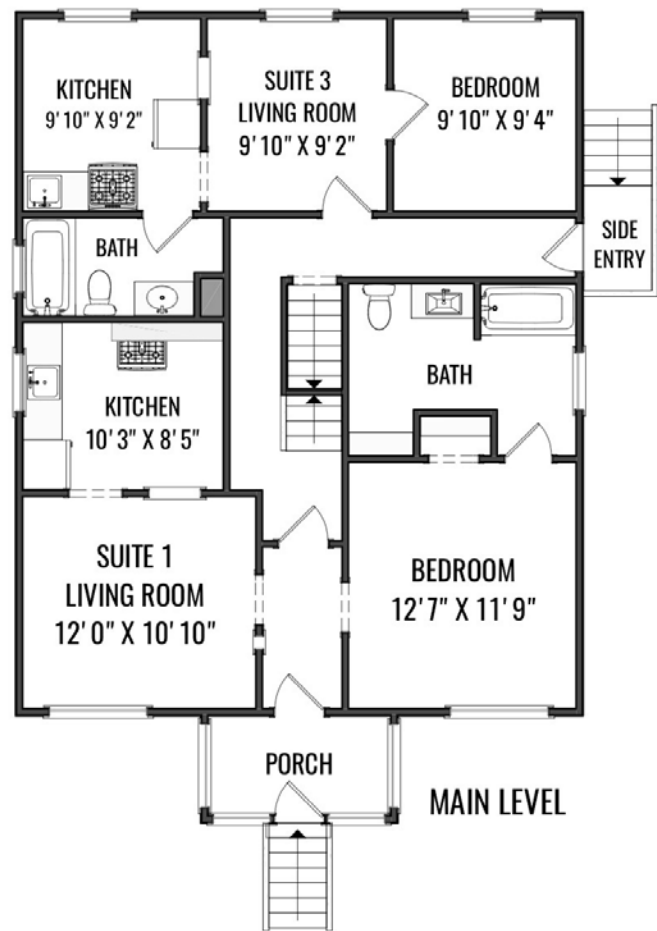 KITCHEN
9' 10" X 9' 2"
SUITE 3
LIVING ROOM
9' 10" X 9' 2"
BEDROOM
9' 10" X 9' 4"
SIDE
ENTRY
BATH
KITCHEN
10' 3" X 8' 5"
BATH
SUITE 1
LIVING ROOM
12' 0" X 10' 10"
BEDROOM
12' 7" X 11' 9"
PORCH
MAIN LEVEL